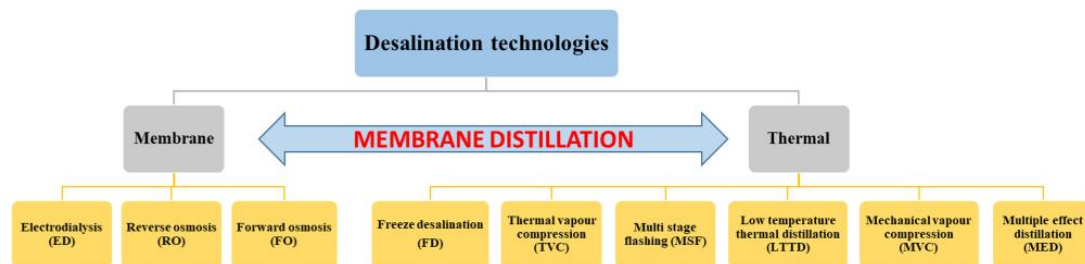 Desalination technologies
Membrane
MEMBRANE DISTILLATION
Thermal
Electrodialysis
(ED)
Reverse osmosis
(RO)
Forward osmosis
(FO)
Freeze desalination
(FD)
Thermal vapour
compression
(TVC)
Multi stage
flashing (MSF)
Low temperature
thermal distillation
(LTTD)
Mechanical vapour
compression
(MVC)
Multiple effect
distillation
(MED)